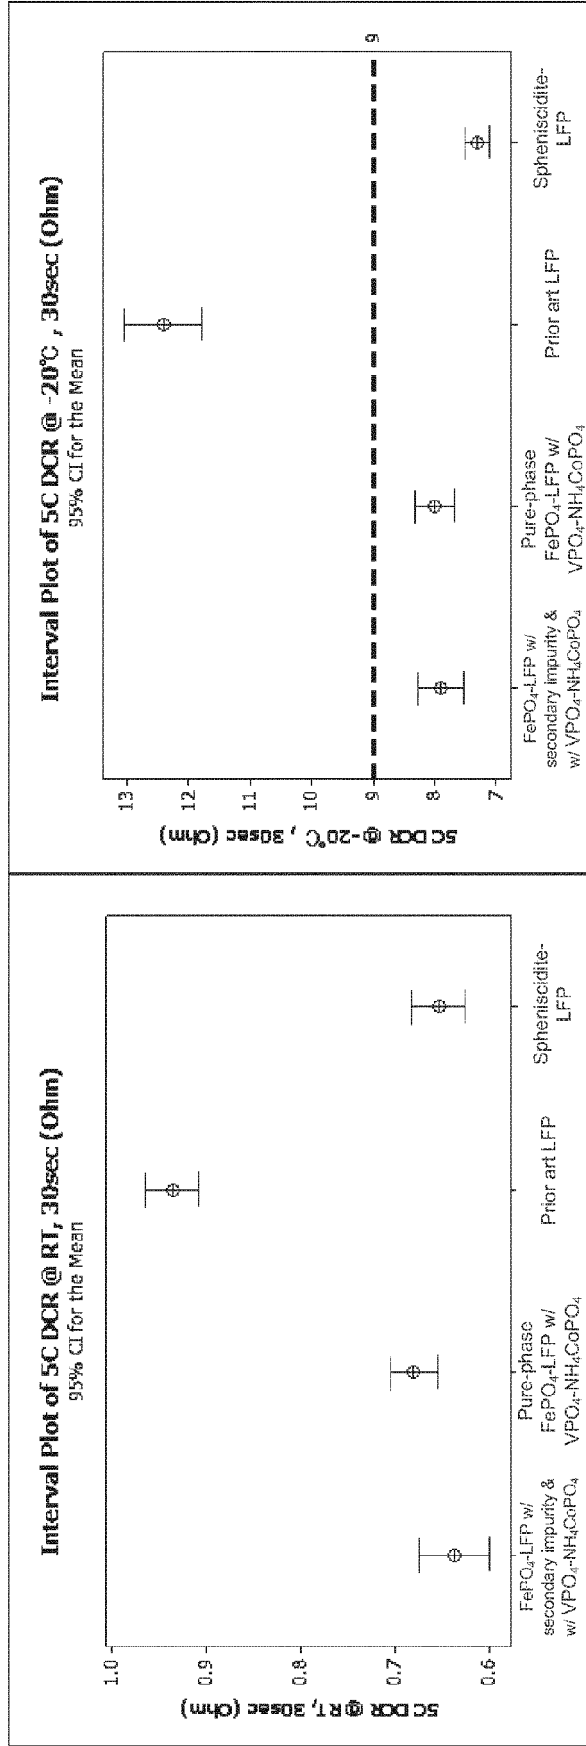 Interval Plot of 5C DCR @ RT, 30sec (Ohm)
95% CI for the Mean
5C DCR @ RT, 30sec (Ohm)
1.0
0.9
0.8
0.7
0.6
FePO₄-LFP w/
secondary impurity &
w/ VPO₄-NH₄CoPO₄
Pure-phase
FePO₄-LFP w/
VPO₄-NH₄CoPO₄
Prior art LFP
Spheniscidite-
LFP
Interval Plot of 5C DCR @ -20°C , 30sec (Ohm)
95% CI for the Mean
5C DCR @ -20°C , 30sec (Ohm)
13
12
11
10
9
8
7
9
FePO₄-LFP w/
secondary impurity &
w/ VPO₄-NH₄CoPO₄
Pure-phase
FePO₄-LFP w/
VPO₄-NH₄CoPO₄
Prior art LFP
Spheniscidite-
LFP